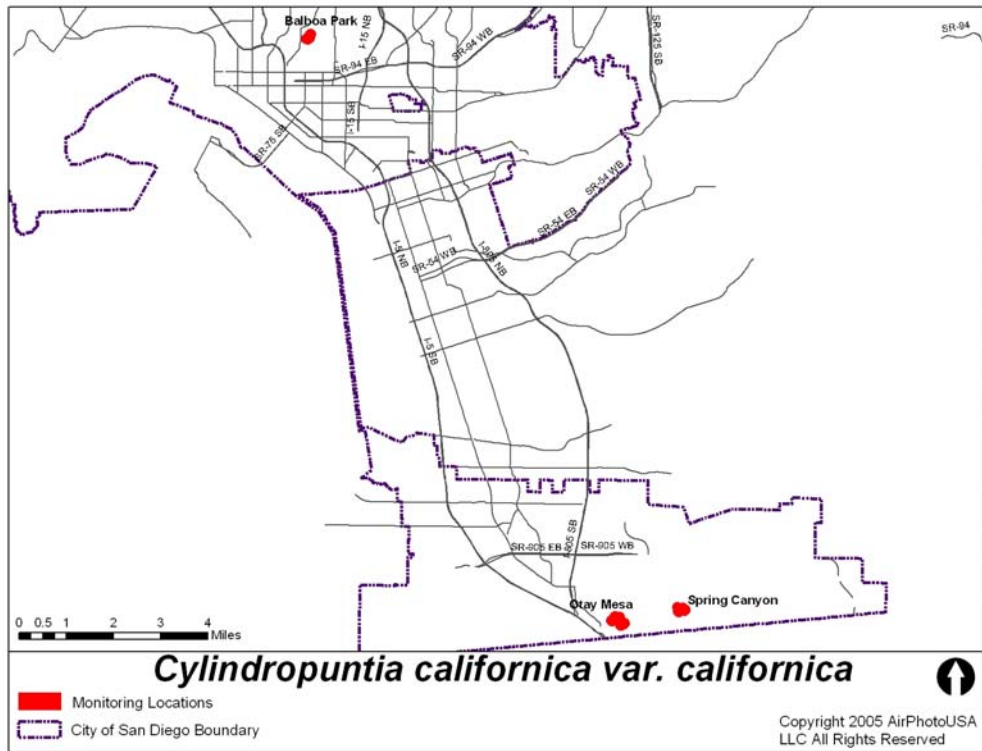 Balboa Park
I-15 NB
SR-94 WB
SR-125 SB
SR-94
SR-94 EB
I-15 SB
SR-75 SB
SR-54 WB
SR-54 EB
I-5 NB
SR-54 WB
I-805 NB
I-5 SB
I-805 SB
SR-905 EB
SR-905 WB
Otay Mesa
Spring Canyon
0 0.5 1 2 3 4
Miles
Cylindropuntia californica var. californica
Monitoring Locations
City of San Diego Boundary
Copyright 2005 AirPhotoUSA
LLC All Rights Reserved